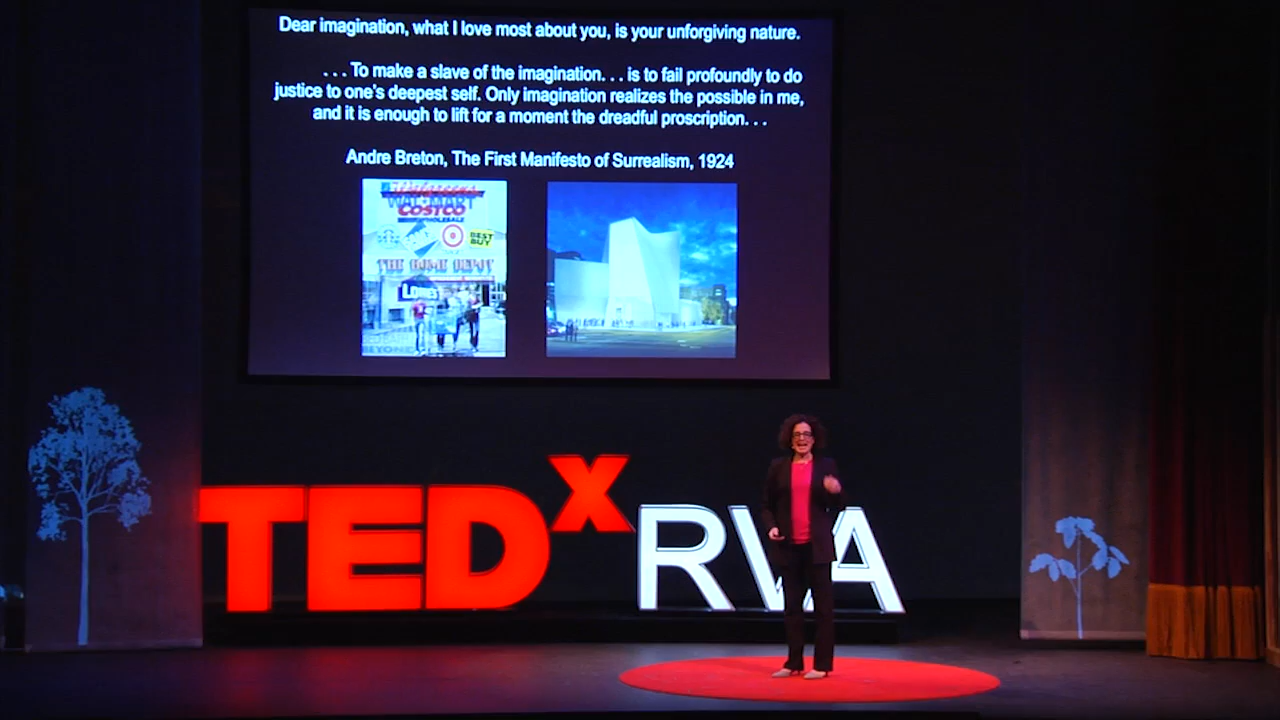 Dear imagination, what I love most about you, is your unforgiving nature.
. . . To make a slave of the imagination. . . is to fail profoundly to do
justice to one's deepest self. Only imagination realizes the possible in me,
and it is enough to lift for a moment the dreadful proscription. . .
Andre Breton, The First Manifesto of Surrealism, 1924
WAL-MART
COSTCO
WHOLESALE
BEST
BUY
THE HOME DEPOT
LOWE'S
BEYOND
TEDx RVA